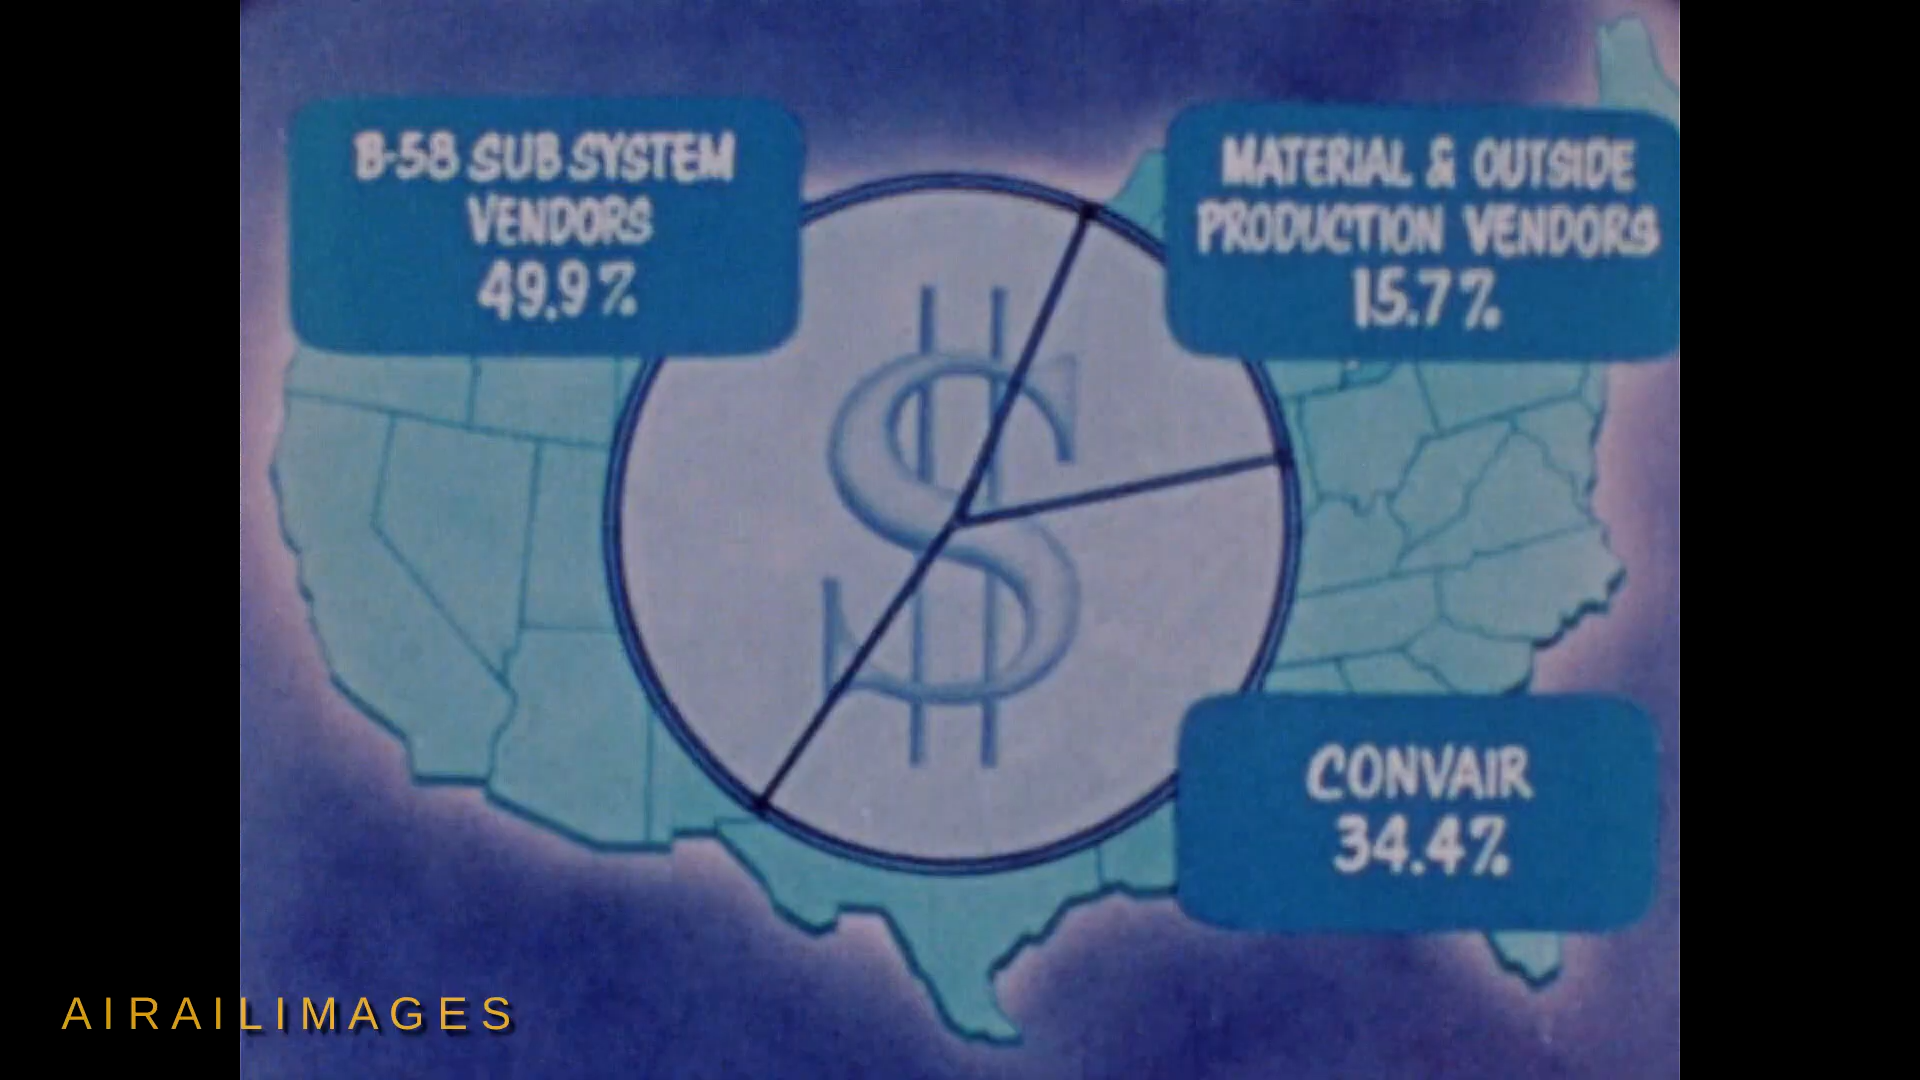 B-58 SUB SYSTEM
VENDORS
49.9%
MATERIAL & OUTSIDE
PRODUCTION VENDORS
15.7%
$
CONVAIR
34.4%
AIRAILIMAGES